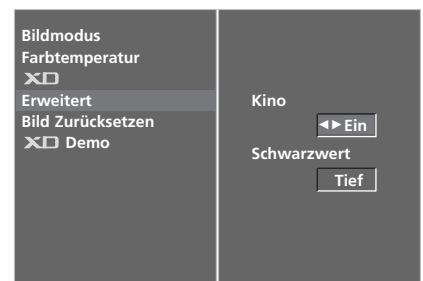 Bildmodus
Farbtemperatur
XD
Erweitert
Bild Zurücksetzen
XD Demo
Kino
◄► Ein
Schwarzwert
Tief